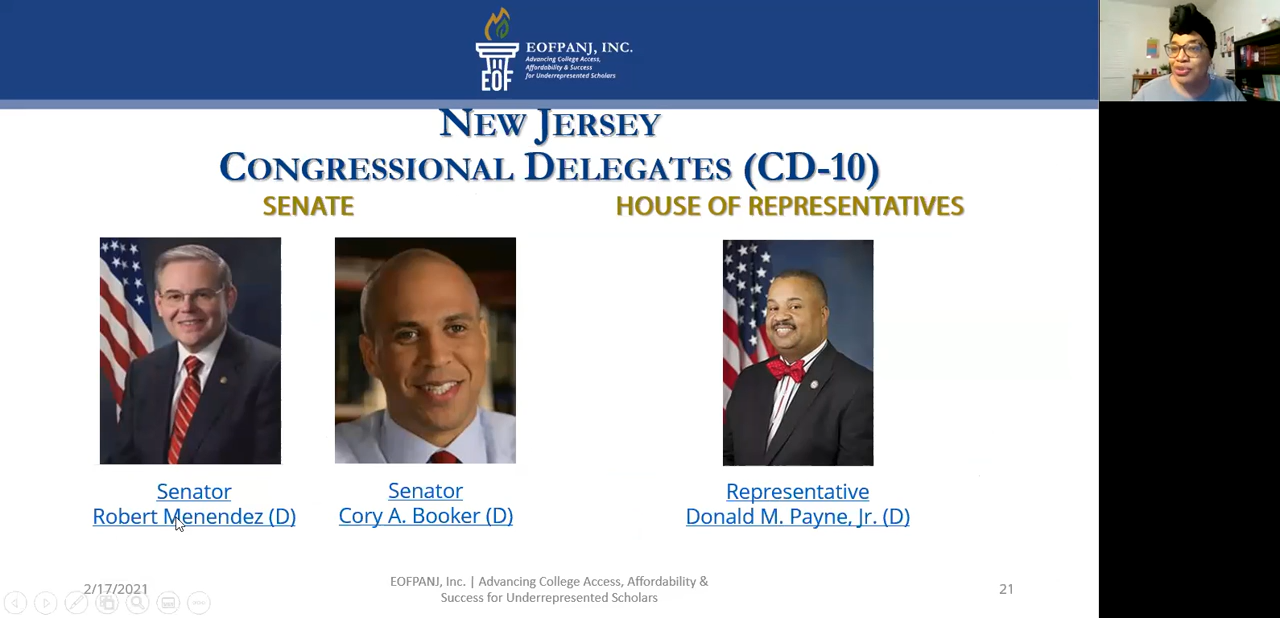 EOFPANJ, INC.
Advancing College Access,
Affordability & Success
for Underrepresented Scholars
EOF
NEW JERSEY
CONGRESSIONAL DELEGATES (CD-10)
SENATE
HOUSE OF REPRESENTATIVES
Senator
Robert Menendez (D)
Senator
Cory A. Booker (D)
Representative
Donald M. Payne, Jr. (D)
2/17/2021
EOFPANJ, Inc. | Advancing College Access, Affordability &
Success for Underrepresented Scholars
21